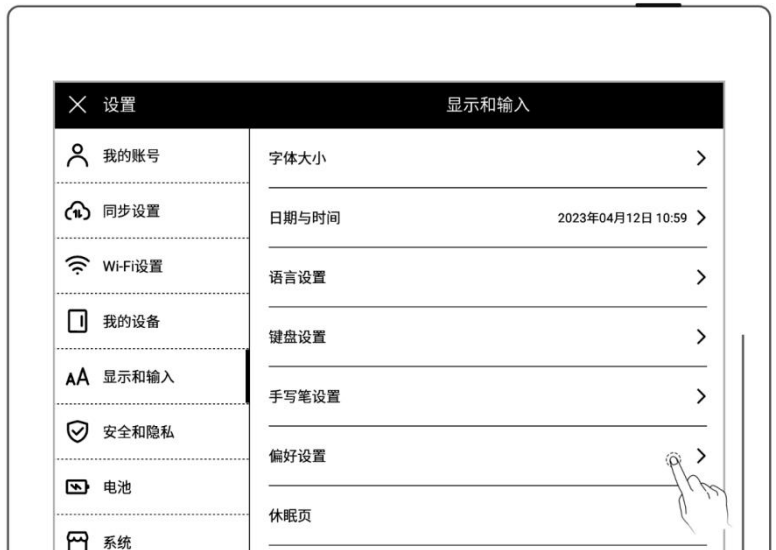 设置
显示和输入
我的账号
同步设置
Wi-Fi设置
我的设备
AA 显示和输入
安全和隐私
电池
系统
字体大小
日期与时间 2023年04月12日 10:59
语言设置
键盘设置
手写笔设置
偏好设置
休眠页